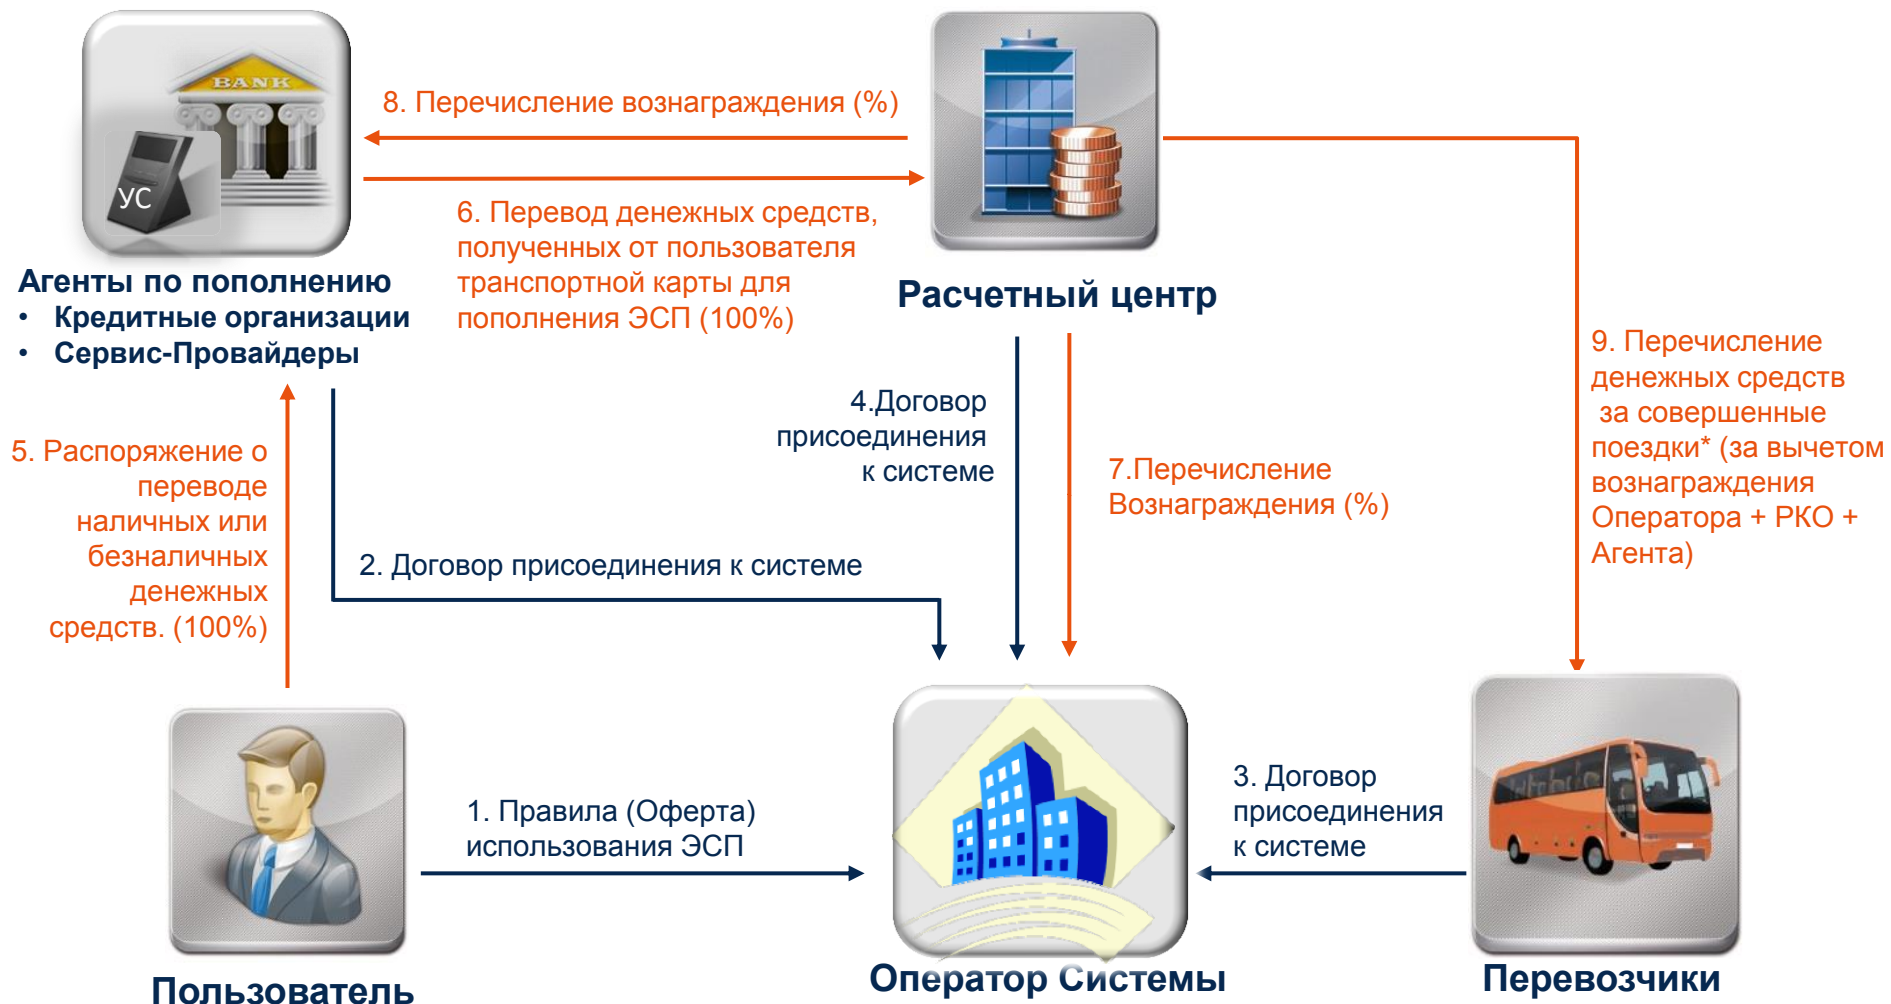 BANK
УС
8. Перечисление вознаграждения (%)
6. Перевод денежных средств,
полученных от пользователя
транспортной карты для
пополнения ЭСП (100%)
Агенты по пополнению
• Кредитные организации
• Сервис-Провайдеры
Расчетный центр
9. Перечисление
денежных средств
за совершенные
поездки* (за вычетом
вознаграждения
Оператора + РКО +
Агента)
4.Договор
присоединения
к системе
7.Перечисление
Вознаграждения (%)
5. Распоряжение о
переводе
наличных или
безналичных
денежных
средств. (100%)
2. Договор присоединения к системе
1. Правила (Оферта)
использования ЭСП
3. Договор
присоединения
к системе
Пользователь
Оператор Системы
Перевозчики